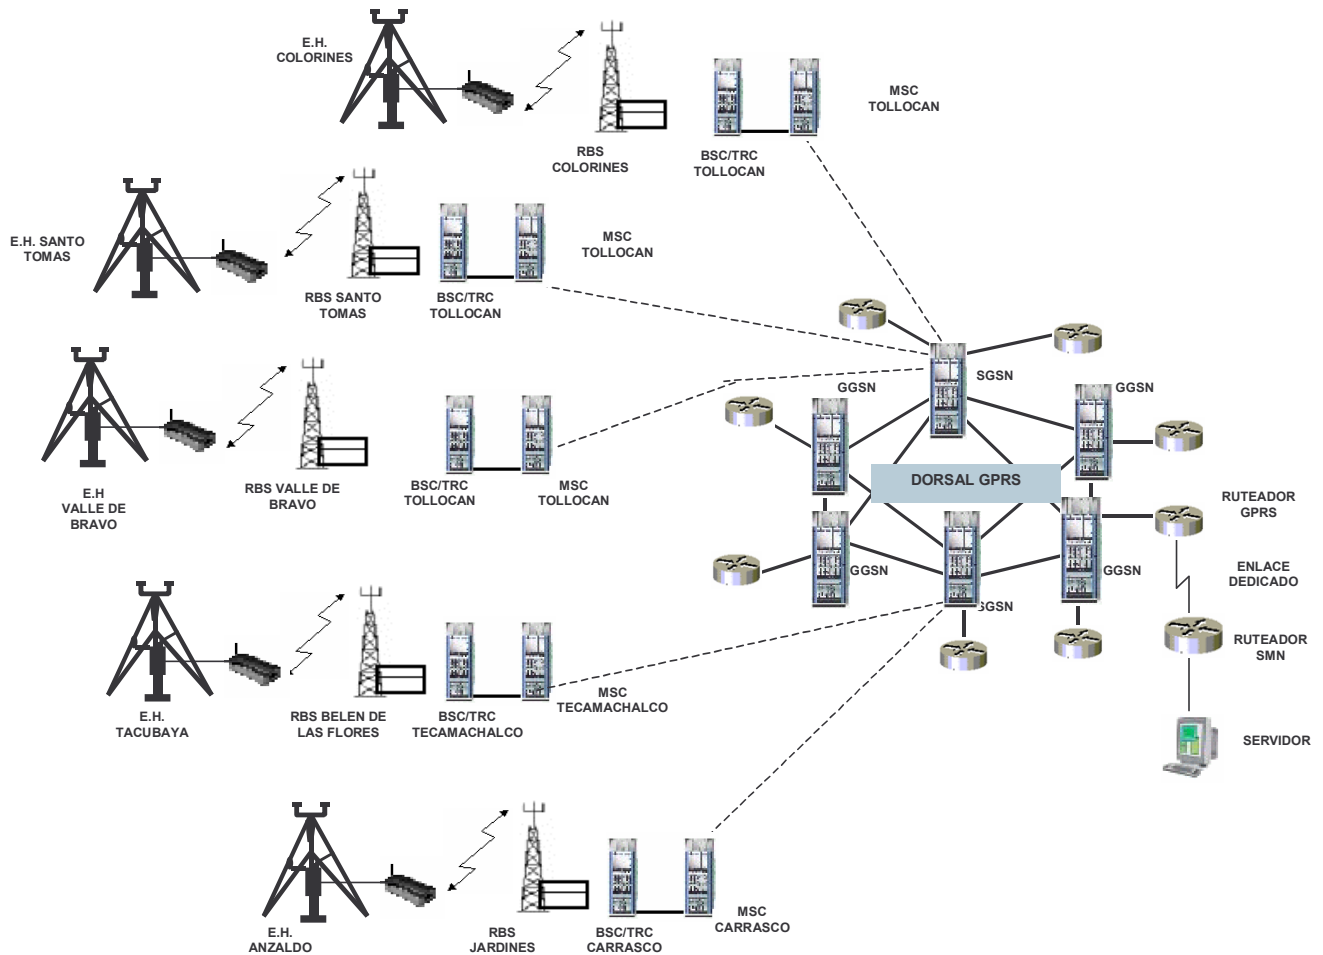 E.H.
COLORINES
RBS
COLORINES
BSC/TRC
TOLLOCAN
MSC
TOLLOCAN
E.H. SANTO
TOMAS
RBS SANTO
TOMAS
BSC/TRC
TOLLOCAN
MSC
TOLLOCAN
E.H
VALLE DE
BRAVO
RBS VALLE DE
BRAVO
BSC/TRC
TOLLOCAN
MSC
TOLLOCAN
SGSN
GGSN
GGSN
DORSAL GPRS
GGSN
GGSN
SGSN
RUTEADOR
GPRS
ENLACE
DEDICADO
RUTEADOR
SMN
SERVIDOR
E.H.
TACUBAYA
RBS BELEN DE
LAS FLORES
BSC/TRC
TECAMACHALCO
MSC
TECAMACHALCO
E.H.
ANZALDO
RBS
JARDINES
BSC/TRC
CARRASCO
MSC
CARRASCO